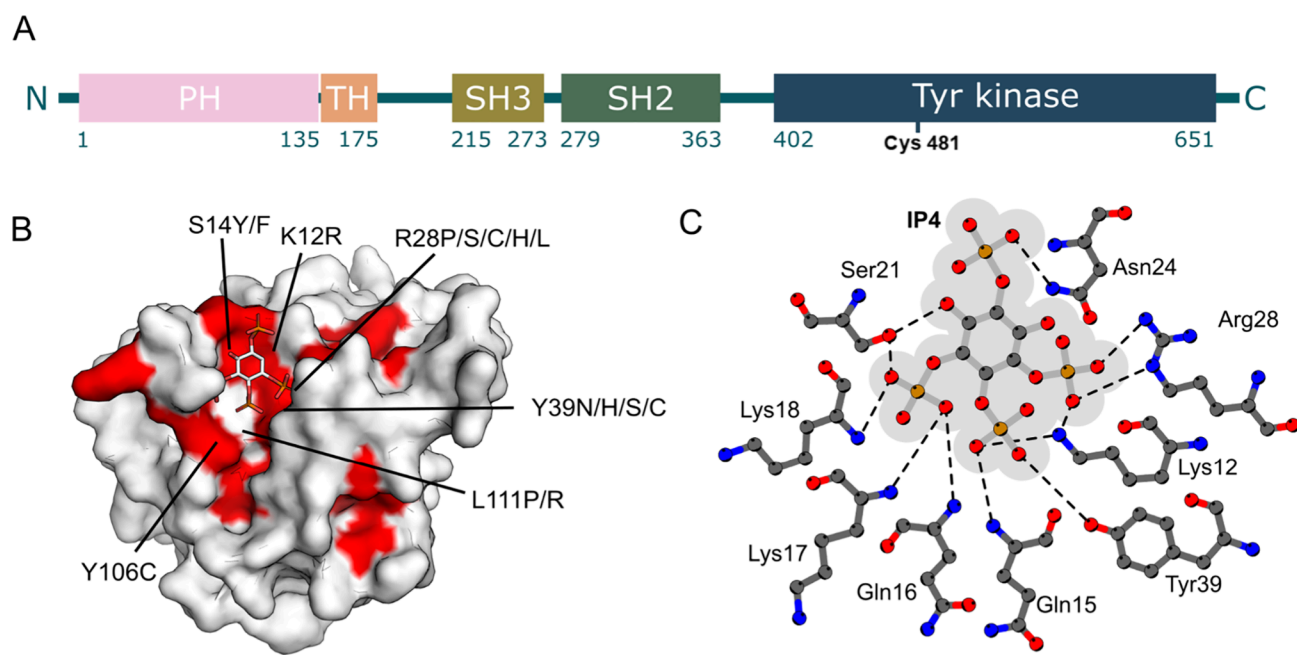 A
N PH TH SH3 SH2 Tyr kinase C
1 135 175 215 273 279 363 402 Cys 481 651
B
S14Y/F
K12R
R28P/S/C/H/L
Y39N/H/S/C
L111P/R
Y106C
C
IP4
Ser21
Asn24
Arg28
Lys18
Lys12
Lys17
Gln16
Gln15
Tyr39